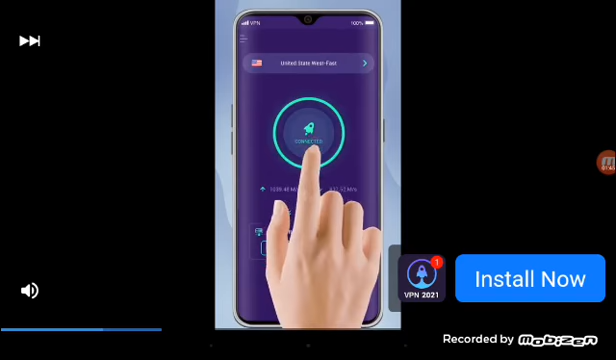 VPN
100%
United State West-Fast
CONNECTED
1
VPN 2021
Install Now
Recorded by MOBIZEN